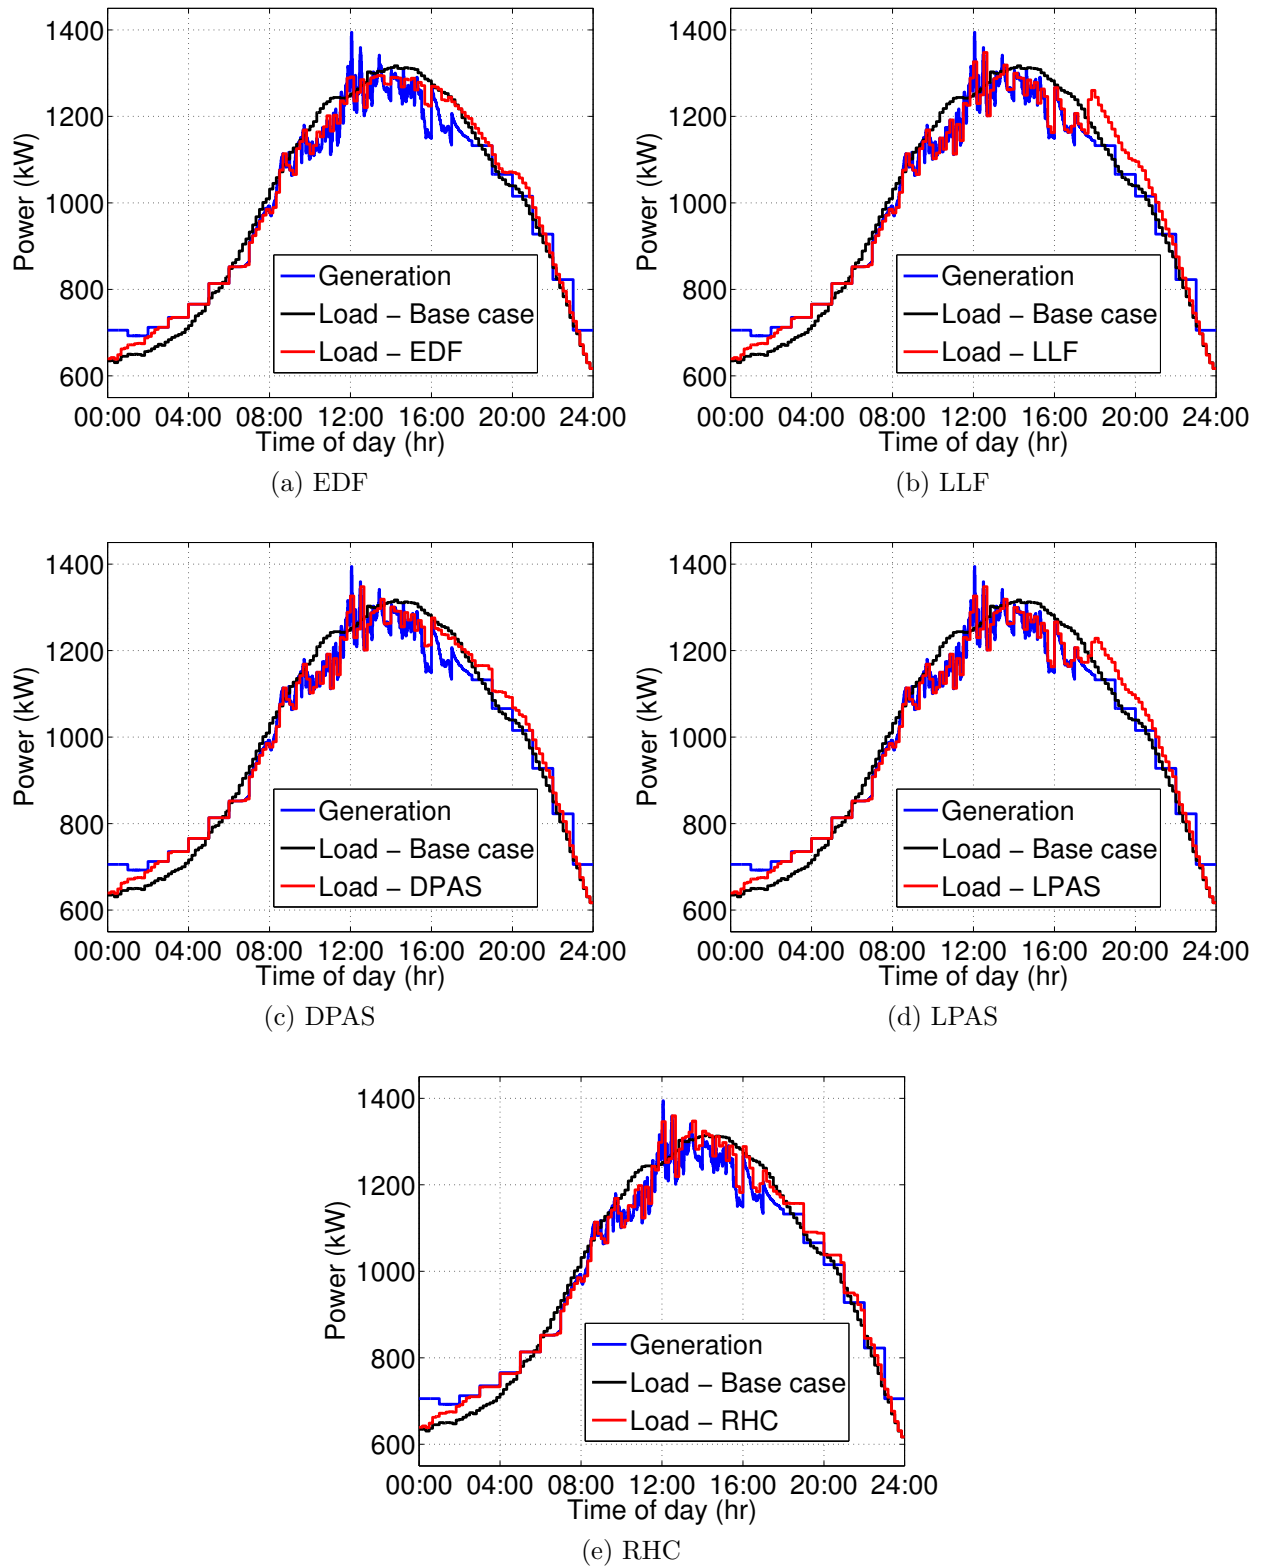 1400
1200
1000
800
600
Power (kW)
Generation
Load − Base case
Load − EDF
00:00 04:00 08:00 12:00 16:00 20:00 24:00
Time of day (hr)
(a) EDF
1400
1200
1000
800
600
Power (kW)
Generation
Load − Base case
Load − LLF
00:00 04:00 08:00 12:00 16:00 20:00 24:00
Time of day (hr)
(b) LLF
1400
1200
1000
800
600
Power (kW)
Generation
Load − Base case
Load − DPAS
00:00 04:00 08:00 12:00 16:00 20:00 24:00
Time of day (hr)
(c) DPAS
1400
1200
1000
800
600
Power (kW)
Generation
Load − Base case
Load − LPAS
00:00 04:00 08:00 12:00 16:00 20:00 24:00
Time of day (hr)
(d) LPAS
1400
1200
1000
800
600
Power (kW)
Generation
Load − Base case
Load − RHC
00:00 04:00 08:00 12:00 16:00 20:00 24:00
Time of day (hr)
(e) RHC